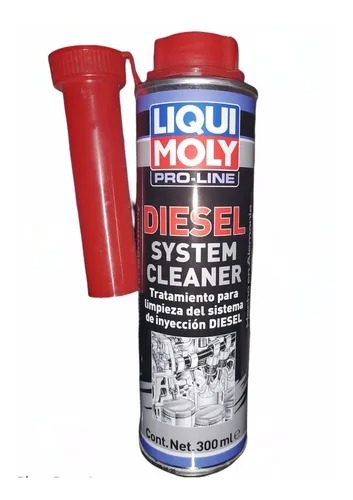 LIQUI
MOLY
PRO-LINE
DIESEL
SYSTEM
CLEANER
Tratamiento para
limpieza del sistema
de inyección DIESEL
Cont. Net. 300 ml e